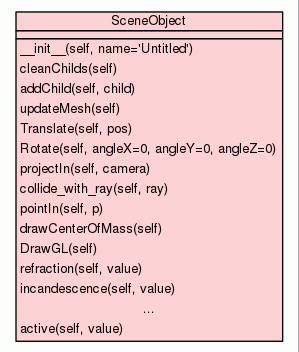 SceneObject
__init__(self, name='Untitled')
cleanChilds(self)
addChild(self, child)
updateMesh(self)
Translate(self, pos)
Rotate(self, angleX=0, angleY=0, angleZ=0)
projectIn(self, camera)
collide_with_ray(self, ray)
pointIn(self, p)
drawCenterOfMass(self)
DrawGL(self)
refraction(self, value)
incandescence(self, value)
...
active(self, value)